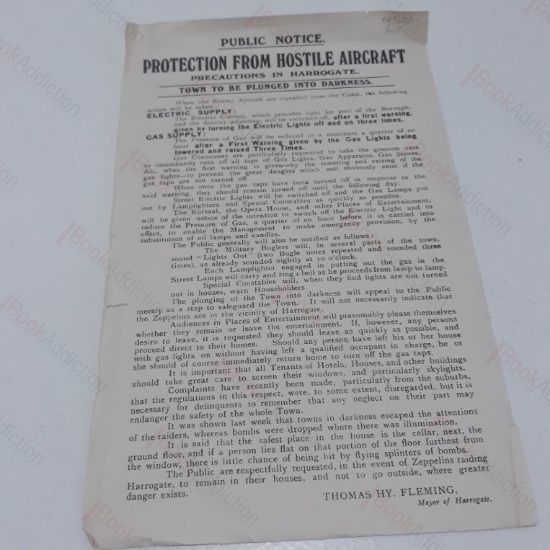 PUBLIC NOTICE.
PROTECTION FROM HOSTILE AIRCRAFT
PRECAUTIONS IN HARROGATE.
TOWN TO BE PLUNGED INTO DARKNESS.
When the Enemy Aircraft are signalled from the Town, the following
action will be taken
ELECTRIC SUPPLY:
The Electric Current, which provides light for part of the Borough,
and the district adjoining, will be switched off, after a first warning,
given by turning the Electric Lights off and on three times.
GAS SUPPLY:
The Pressure of Gas will be reduced to a minimum a quarter of an
hour after a First Warning given by the Gas Lights being
lowered and raised Three Times.
Gas Consumers are particularly requested to take the greatest care
to immediately turn off all taps of Gas Lights, Gas Apparatus, Gas Stoves,
&c., when the warning is given—by the lowering and raising of the
gas lights—to prevent the great dangers which will obviously exist if the
gas taps are not turned off.
When once the gas taps have been turned off in response to the
said warning, they should remain turned off until the following day.
Street Electric Lights will be switched off and the Gas Lamps put
out by Lamplighters and Special Constables as quickly as possible.
The Kursaal, the Opera House, and other Places of Entertainment,
will be given notice of the intention to switch off the Electric Light and to
reduce the Pressure of Gas, a quarter of an hour before it is carried into
effect, to enable the Management to make emergency provision, by the
substitution of oil lamps and candles.
The Public generally will also be notified as follows:
The Military Buglers will, in several parts of the town,
sound "Lights Out" (two Bugle notes repeated and sounded three
times), as already sounded nightly at 10 o'clock.
Each Lamplighter engaged in putting out the gas in the
Street Lamps will carry and ring a bell as he proceeds from lamp to lamp.
Special Constables will, when they find lights are not turned
out in houses, warn Householders.
The plunging of the Town into darkness will appeal to the Public
merely as a step to safeguard the Town. It will not necessarily indicate that
the Zeppelins are in the vicinity of Harrogate.
Audiences in Places of Entertainment will presumably please themselves
whether they remain or leave the entertainment. If, however, any persons
desire to leave, it is requested they should leave as quickly as possible, and
proceed direct to their homes. Should any person have left his or her house
with gas lights on without having left a qualified occupant in charge, he or
she should of course immediately return home to turn off the gas taps.
It is important that all Tenants of Hotels, Houses, and other buildings
should take great care to screen their windows, and particularly skylights.
Complaints have recently been made, particularly from the suburbs,
that the regulations in this respect, were, to some extent, disregarded, but it is
necessary for delinquents to remember that any neglect on their part may
endanger the safety of the whole Town.
It was shown last week that towns in darkness escaped the attentions
of the raiders, whereas bombs were dropped where there was illumination.
It is said that the safest place in the house is the cellar, next, the
ground floor, and if a person lies flat on that portion of the floor furthest from
the window, there is little chance of being hit by flying splinters of bombs.
The Public are respectfully requested, in the event of Zeppelins raiding
Harrogate, to remain in their houses, and not to go outside, where greater
danger exists.
THOMAS HY. FLEMING,
Mayor of Harrogate.
iBookAddiction